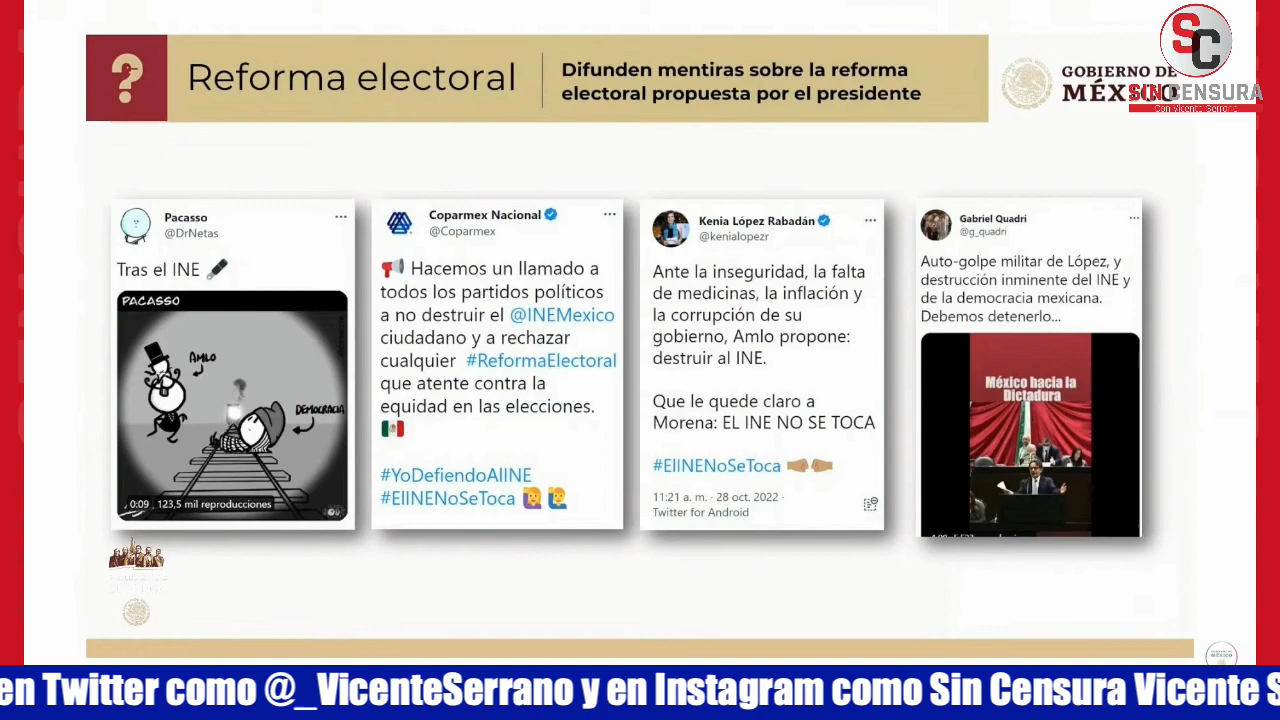 Reforma electoral
Difunden mentiras sobre la reforma
electoral propuesta por el presidente
GOBIERNO DE
MÉXICO
SC
SIN CENSURA
Con Vicente Serrano
Pacasso
@DrNetas
Tras el INE
PACASSO
AMLO
DEMOCRACIA
0:09 123,5 mil reproducciones
Coparmex Nacional
@Coparmex
Hacemos un llamado a
todos los partidos políticos
a no destruir el @INEMexico
ciudadano y a rechazar
cualquier #ReformaElectoral
que atente contra la
equidad en las elecciones.
#YoDefiendoAlINE
#ElINENoSeToca
Kenia López Rabadán
@kenialopezr
Ante la inseguridad, la falta
de medicinas, la inflación y
la corrupción de su
gobierno, Amlo propone:
destruir al INE.
Que le quede claro a
Morena: EL INE NO SE TOCA
#ElINENoSeToca
11:21 a. m. · 28 oct. 2022 ·
Twitter for Android
Gabriel Quadri
@g_quadri
Auto-golpe militar de López, y
destrucción inminente del INE y
de la democracia mexicana.
Debemos detenerlo...
México hacia la
Dictadura
en Twitter como @_VicenteSerrano y en Instagram como Sin Censura Vicente S